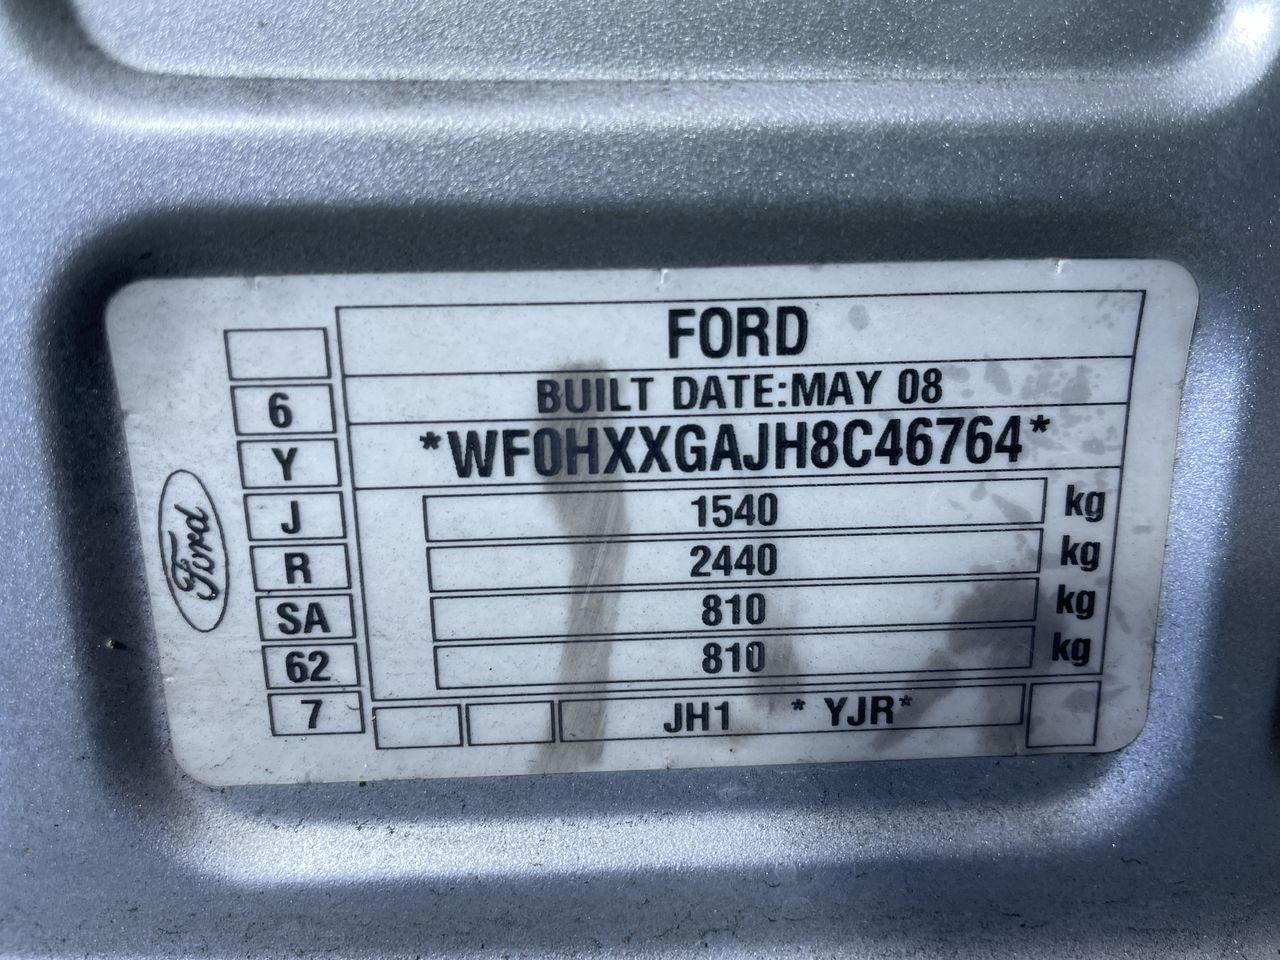 FORD
BUILT DATE:MAY 08
*WF0HXXGAJH8C46764*
1540 kg
2440 kg
810 kg
810 kg
JH1 * YJR*
6
Y
J
R
SA
62
7
Ford